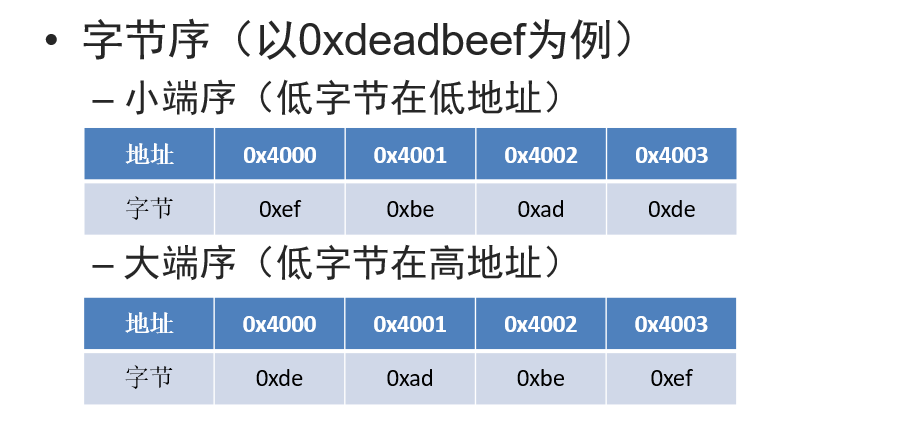 • 字节序（以0xdeadbeef为例）
– 小端序（低字节在低地址）
地址 0x4000 0x4001 0x4002 0x4003
字节 0xef 0xbe 0xad 0xde
– 大端序（低字节在高地址）
地址 0x4000 0x4001 0x4002 0x4003
字节 0xde 0xad 0xbe 0xef